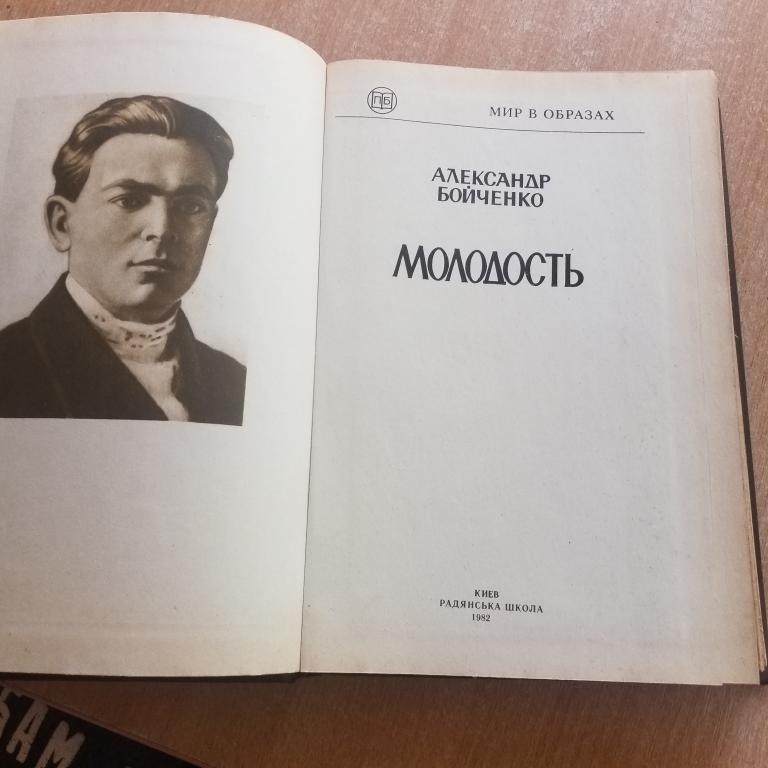 ПБ
МИР В ОБРАЗАХ
АЛЕКСАНДР
БОЙЧЕНКО
МОЛОДОСТЬ
КИЕВ
РАДЯНСЬКА ШКОЛА
1982